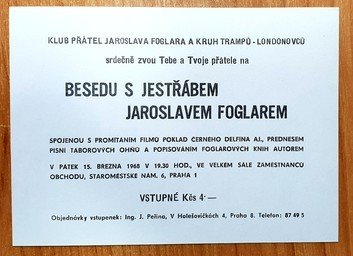 KLUB PŘÁTEL JAROSLAVA FOGLARA A KRUH TRAMPŮ - LONDONOVCŮ
srdečně zvou Tebe a Tvoje přátele na
BESEDU S JESTŘÁBEM
JAROSLAVEM FOGLAREM
SPOJENOU S PROMÍTÁNÍM FILMŮ POKLAD ČERNÉHO DELFÍNA AJ., PŘEDNESEM
PÍSNÍ TÁBOROVÝCH OHŇŮ A POPISOVÁNÍM FOGLAROVÝCH KNIH AUTOREM
V PÁTEK 15. BŘEZNA 1968 V 19.30 HOD., VE VELKÉM SÁLE ZAMĚSTNANCŮ
OBCHODU, STAROMĚSTSKÉ NÁM. 6, PRAHA 1
VSTUPNÉ Kčs 4·—
Objednávky vstupenek: Ing. J. Peřina, V Holešovičkách 4, Praha 8. Telefon: 87 49 5